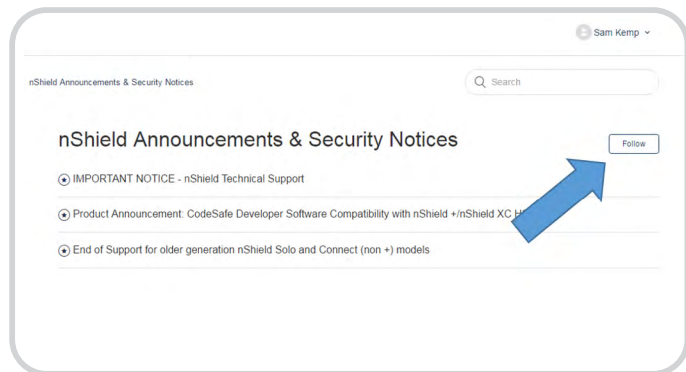 Sam Kemp
nShield Announcements & Security Notices
Search
nShield Announcements & Security Notices
Follow
IMPORTANT NOTICE - nShield Technical Support
Product Announcement: CodeSafe Developer Software Compatibility with nShield +/nShield XC
End of Support for older generation nShield Solo and Connect (non +) models